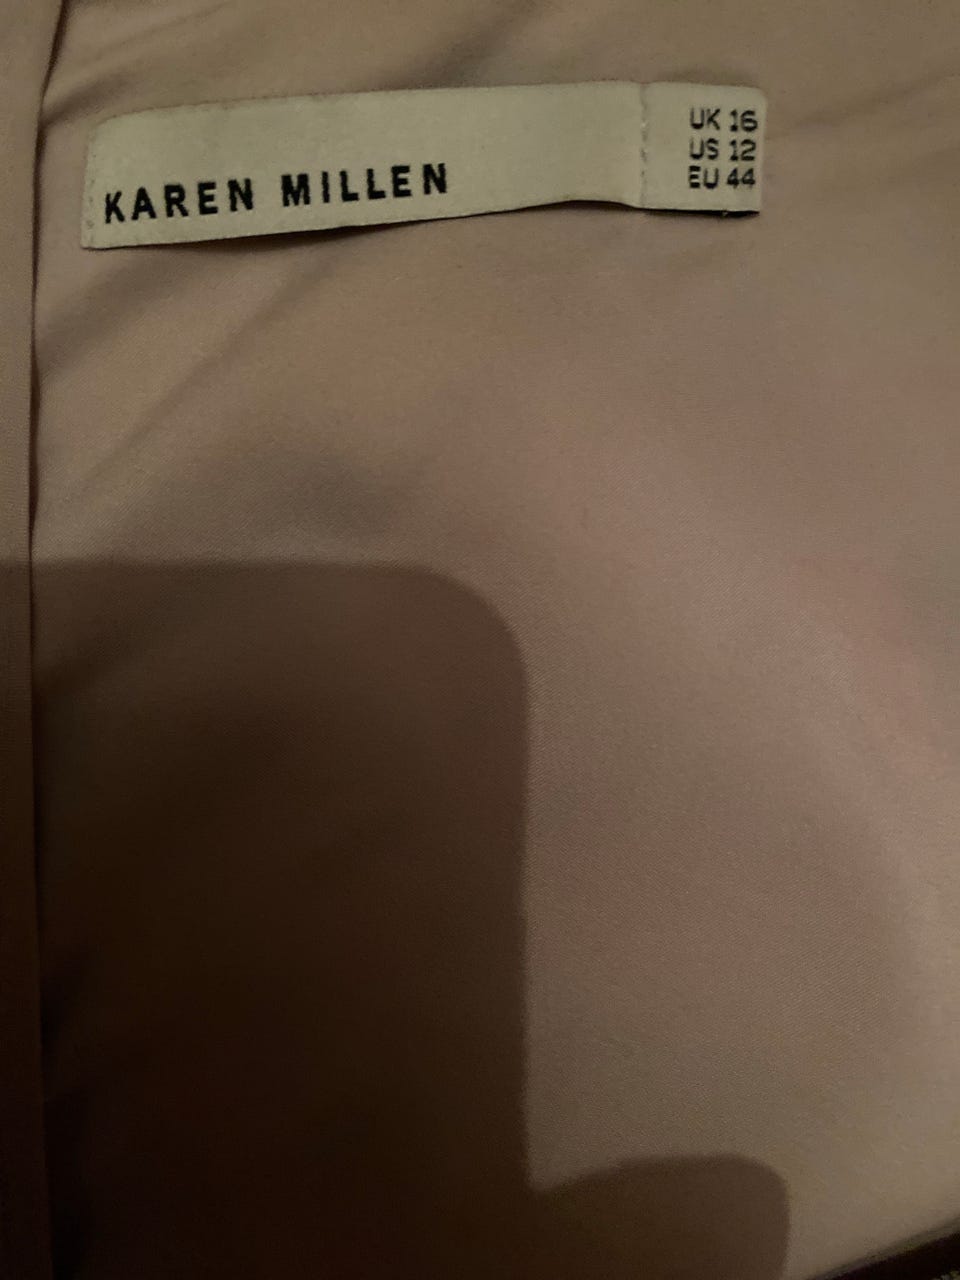 KAREN MILLEN
UK 16
US 12
EU 44